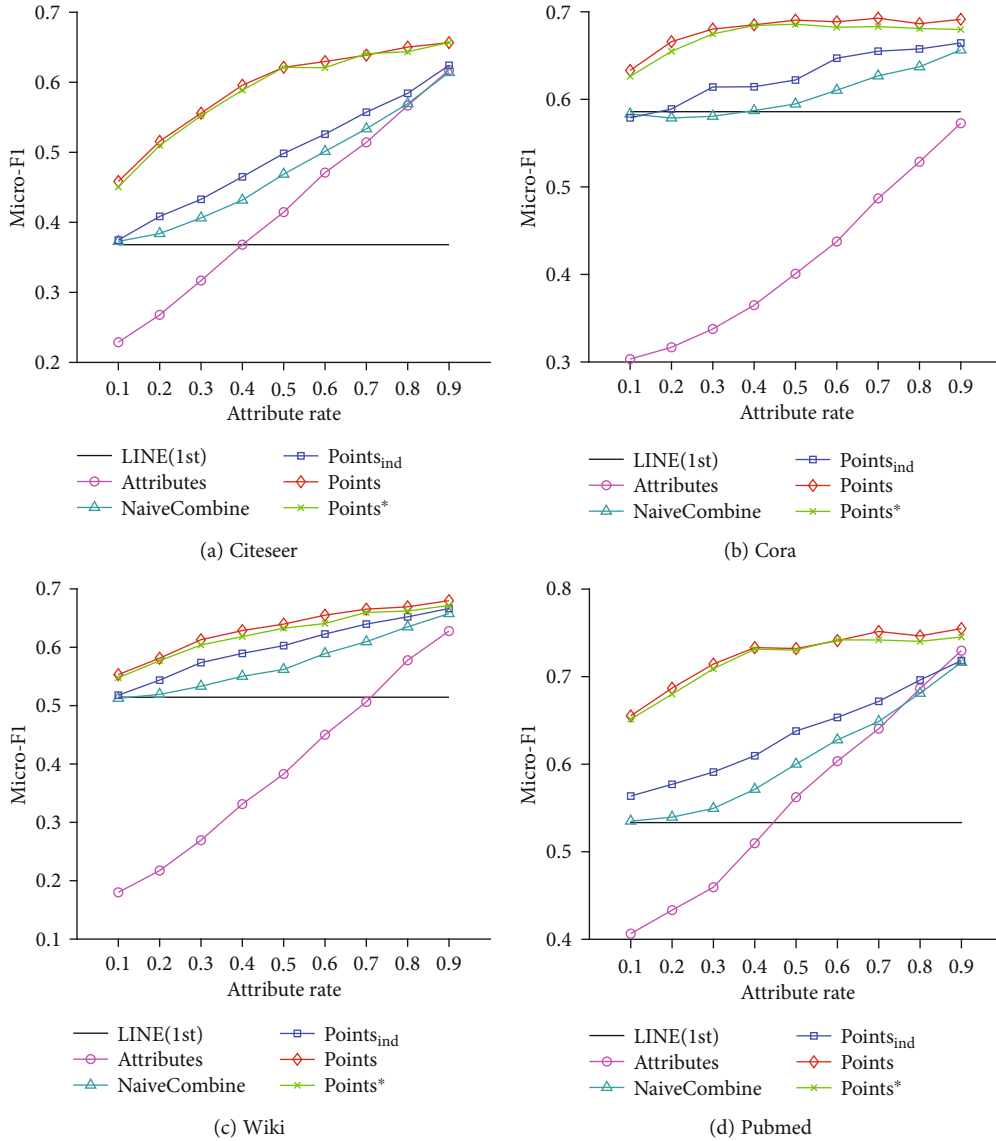 0.7
0.6
0.5
0.4
0.3
0.2
Micro-F1
0.1 0.2 0.3 0.4 0.5 0.6 0.7 0.8 0.9
Attribute rate
LINE(1st)
Attributes
NaiveCombine
Points_ind
Points
Points*
(a) Citeseer
0.7
0.6
0.5
0.4
0.3
Micro-F1
0.1 0.2 0.3 0.4 0.5 0.6 0.7 0.8 0.9
Attribute rate
LINE(1st)
Attributes
NaiveCombine
Points_ind
Points
Points*
(b) Cora
0.7
0.6
0.5
0.4
0.3
0.2
0.1
Micro-F1
0.1 0.2 0.3 0.4 0.5 0.6 0.7 0.8 0.9
Attribute rate
LINE(1st)
Attributes
NaiveCombine
Points_ind
Points
Points*
(c) Wiki
0.8
0.7
0.6
0.5
0.4
Micro-F1
0.1 0.2 0.3 0.4 0.5 0.6 0.7 0.8 0.9
Attribute rate
LINE(1st)
Attributes
NaiveCombine
Points_ind
Points
Points*
(d) Pubmed